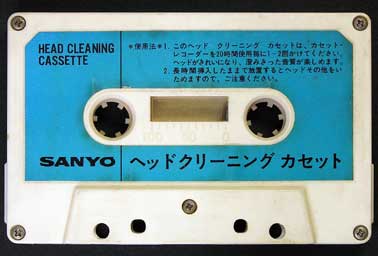 HEAD CLEANING
CASSETTE
*使用法*1. このヘッド クリーニング カセットは、カセット・
レコーダーを20時間使用毎に1~2回かけてください。
ヘッドがきれいになり、澄みきった音質が楽しめます。
2. 長時間導入したままで放置するとヘッドその他をい
ためますので、ご注意ください。
100 50 0
SANYO ヘッドクリーニング カセット